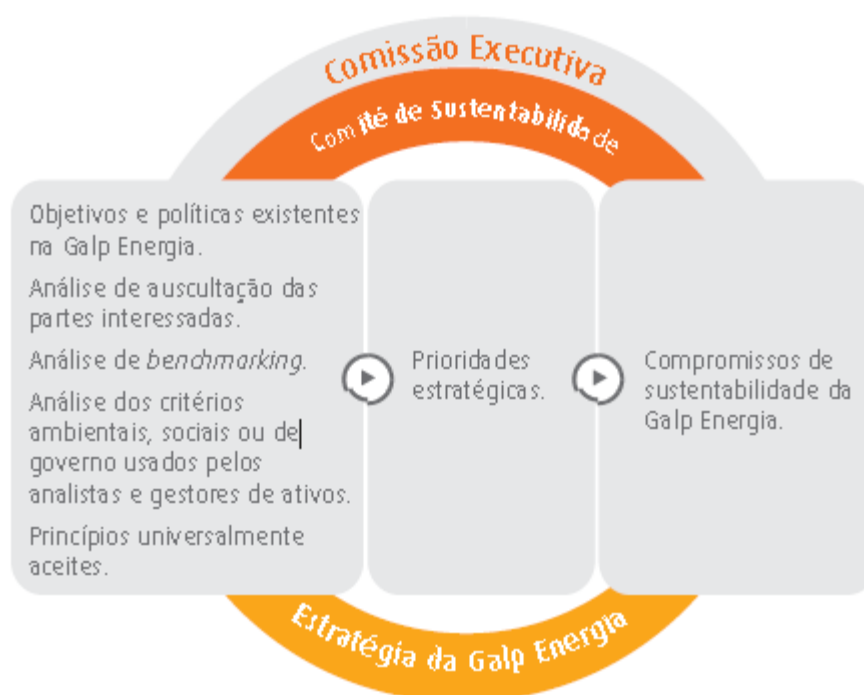 Comissão Executiva
Comité de Sustentabilidade
Objetivos e políticas existentes
na Galp Energia.
Análise de auscultação das
partes interessadas.
Análise de benchmarking.
Análise dos critérios
ambientais, sociais ou de
governo usados pelos
analistas e gestores de ativos.
Princípios universalmente
aceites.
Prioridades
estratégicas.
Compromissos de
sustentabilidade da
Galp Energia.
Estratégia da Galp Energia